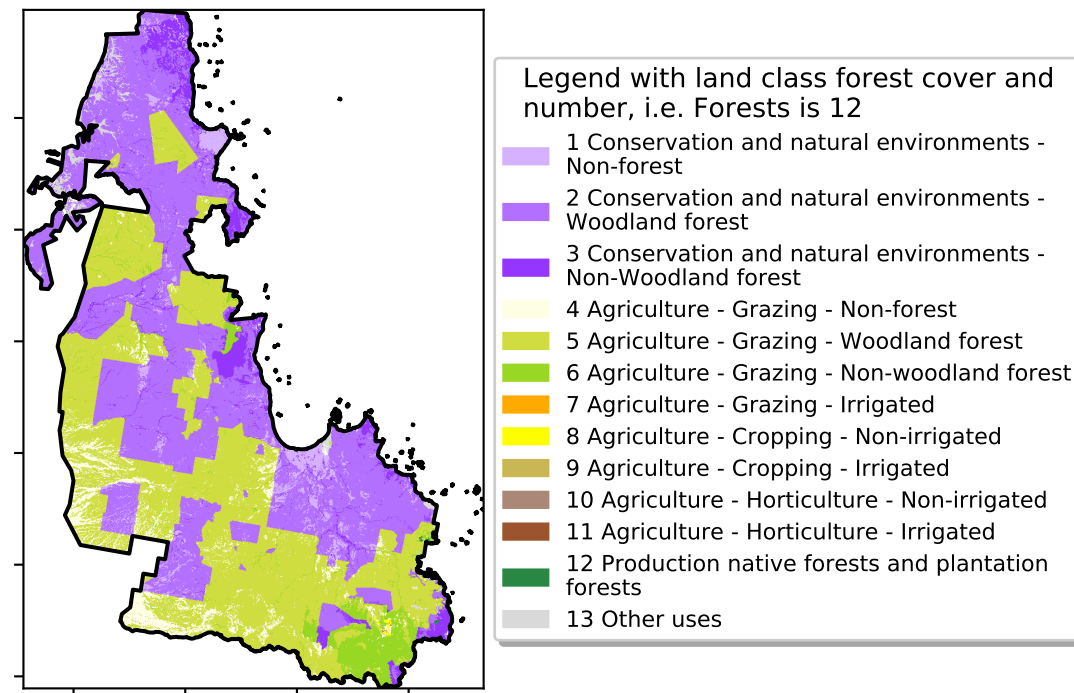 Legend with land class forest cover and
number, i.e. Forests is 12
1 Conservation and natural environments -
Non-forest
2 Conservation and natural environments -
Woodland forest
3 Conservation and natural environments -
Non-Woodland forest
4 Agriculture - Grazing - Non-forest
5 Agriculture - Grazing - Woodland forest
6 Agriculture - Grazing - Non-woodland forest
7 Agriculture - Grazing - Irrigated
8 Agriculture - Cropping - Non-irrigated
9 Agriculture - Cropping - Irrigated
10 Agriculture - Horticulture - Non-irrigated
11 Agriculture - Horticulture - Irrigated
12 Production native forests and plantation
forests
13 Other uses